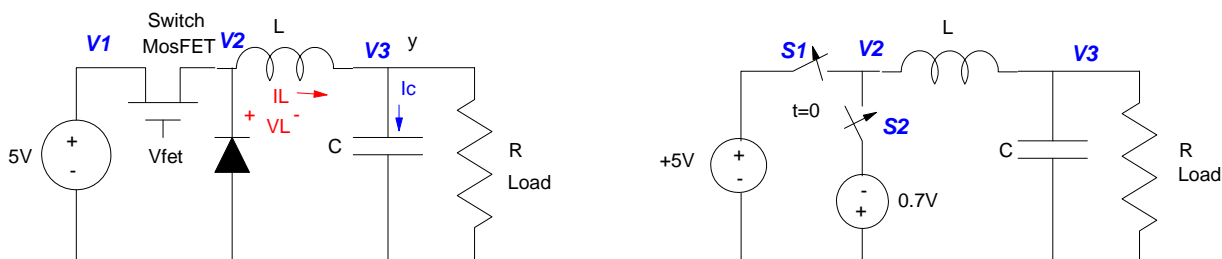 Switch
MosFET
V1
V2
L
V3
y
IL
+
VL
-
Ic
5V
+
-
Vfet
C
R
Load
S1
V2
L
V3
t=0
S2
+5V
+
-
-
+
0.7V
C
R
Load